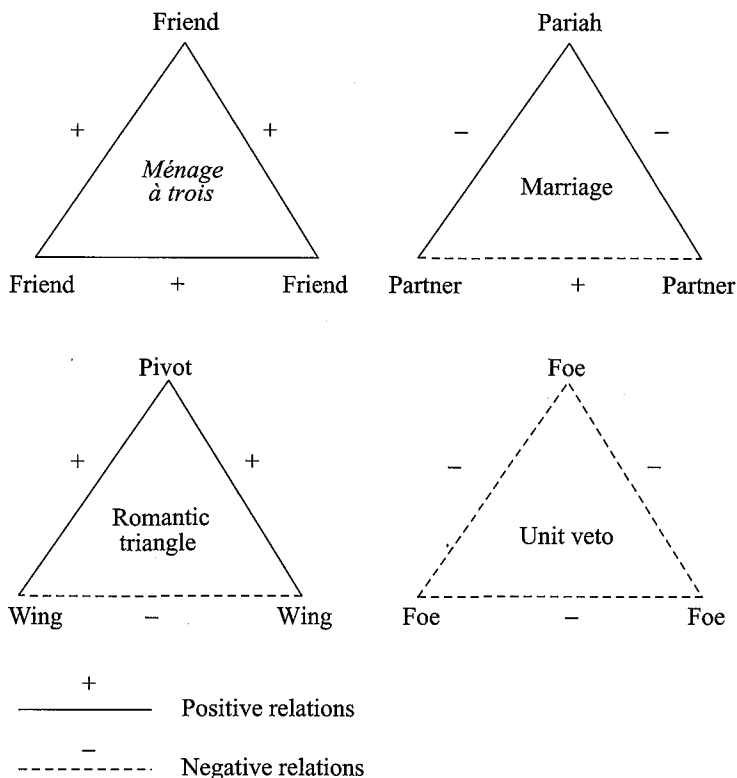 Friend
+ +
Ménage
à trois
Friend + Friend
Pariah
− −
Marriage
Partner + Partner
Pivot
+ +
Romantic
triangle
Wing − Wing
Foe
− −
Unit veto
Foe − Foe
+
Positive relations
−
Negative relations